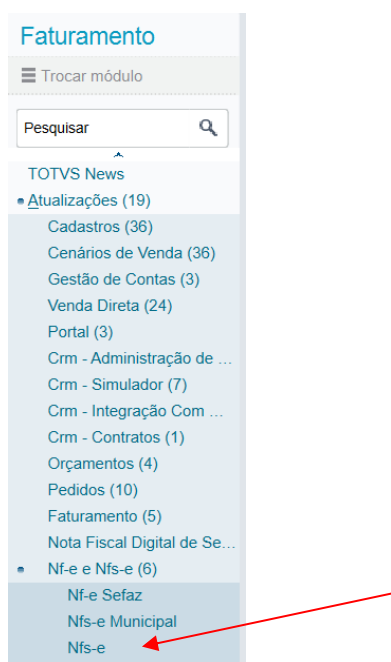 Faturamento
Trocar módulo
Pesquisar
TOTVS News
Atualizações (19)
Cadastros (36)
Cenários de Venda (36)
Gestão de Contas (3)
Venda Direta (24)
Portal (3)
Crm - Administração de ...
Crm - Simulador (7)
Crm - Integração Com ...
Crm - Contratos (1)
Orçamentos (4)
Pedidos (10)
Faturamento (5)
Nota Fiscal Digital de Se...
Nf-e e Nfs-e (6)
Nf-e Sefaz
Nfs-e Municipal
Nfs-e